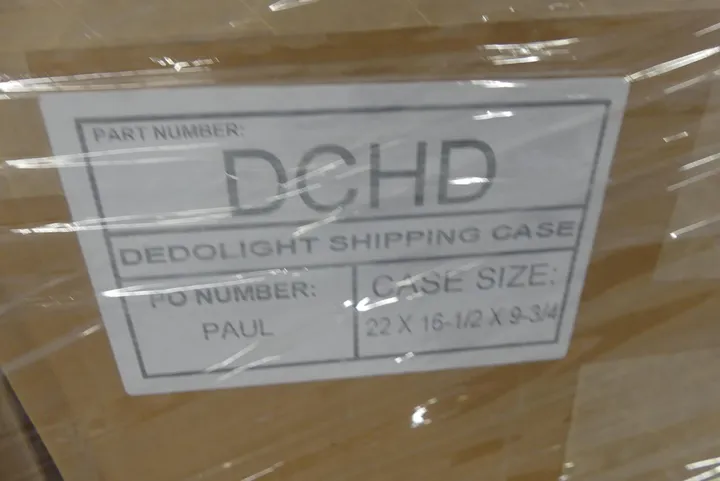 PART NUMBER:
DCHD
DEDOLIGHT SHIPPING CASE
PO NUMBER:
PAUL
CASE SIZE:
22 X 16-1/2 X 9-3/4